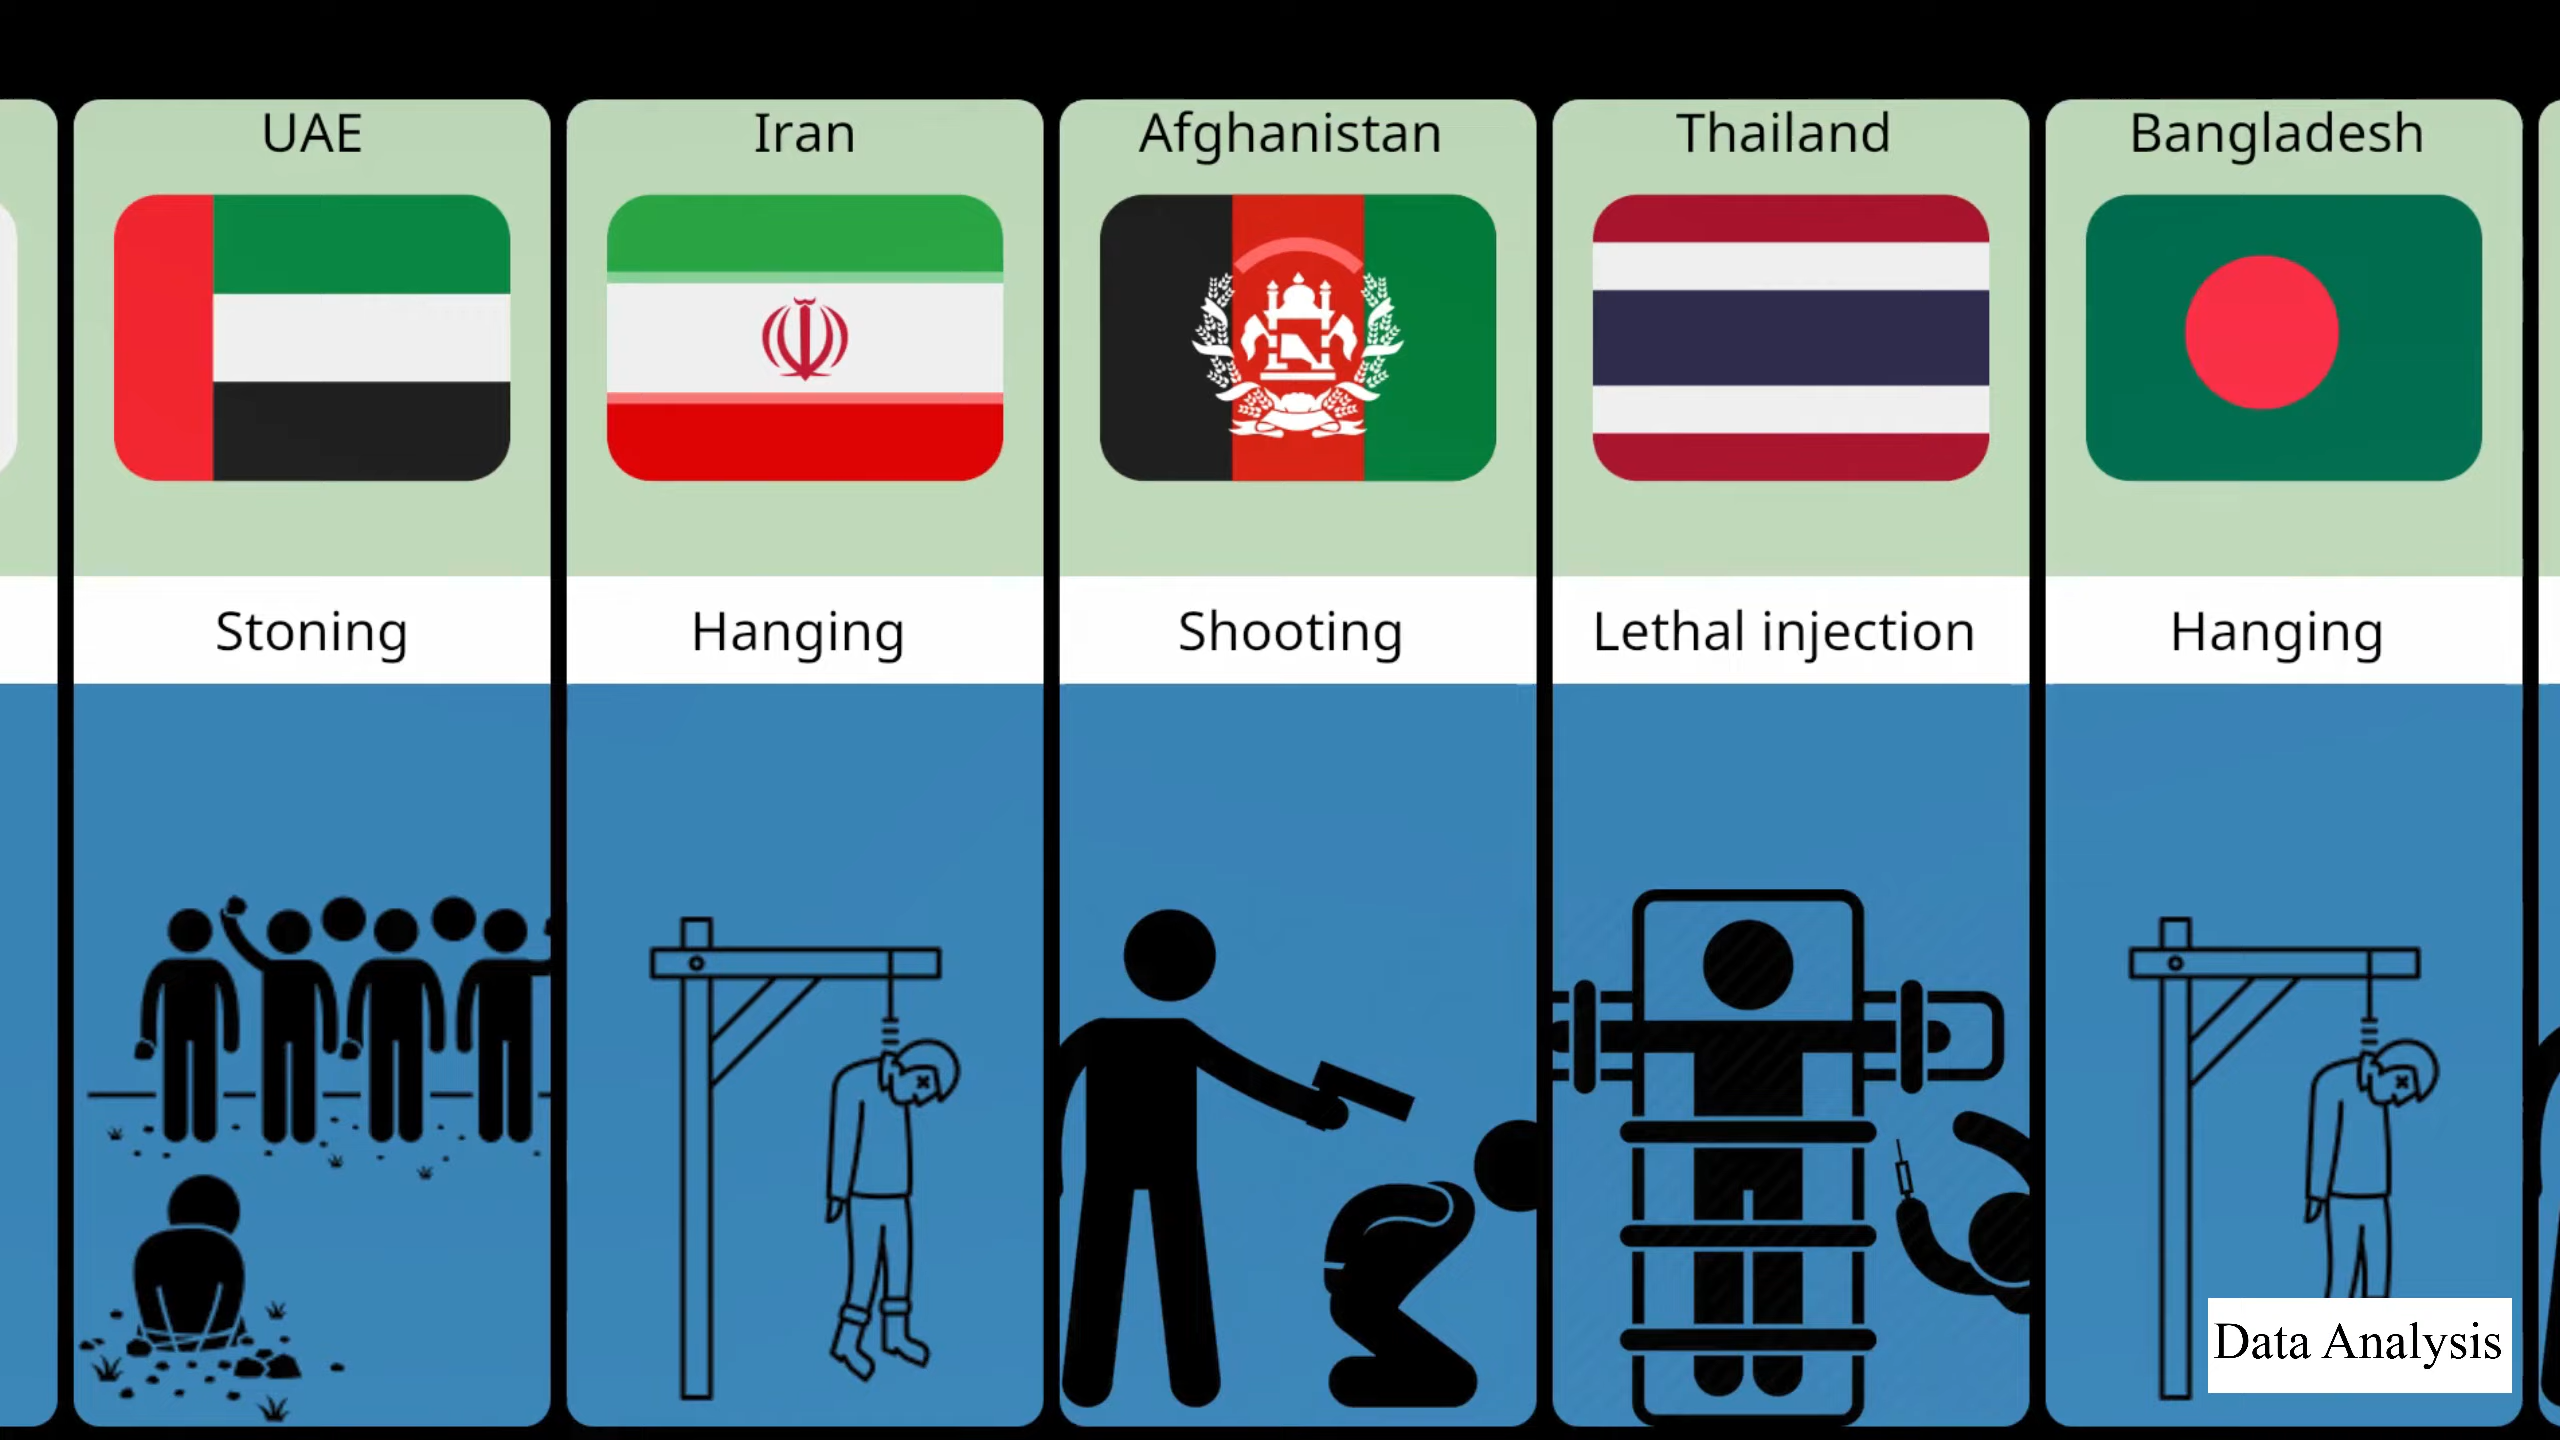 UAE
Iran
Afghanistan
Thailand
Bangladesh
Stoning
Hanging
Shooting
Lethal injection
Hanging
Data Analysis